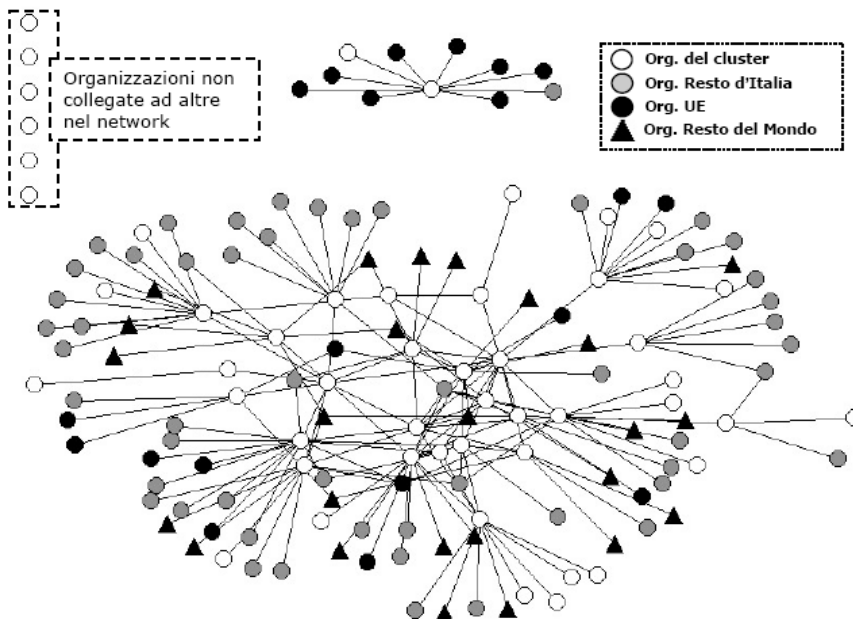 Organizzazioni non
collegate ad altre
nel network
Org. del cluster
Org. Resto d'Italia
Org. UE
Org. Resto del Mondo